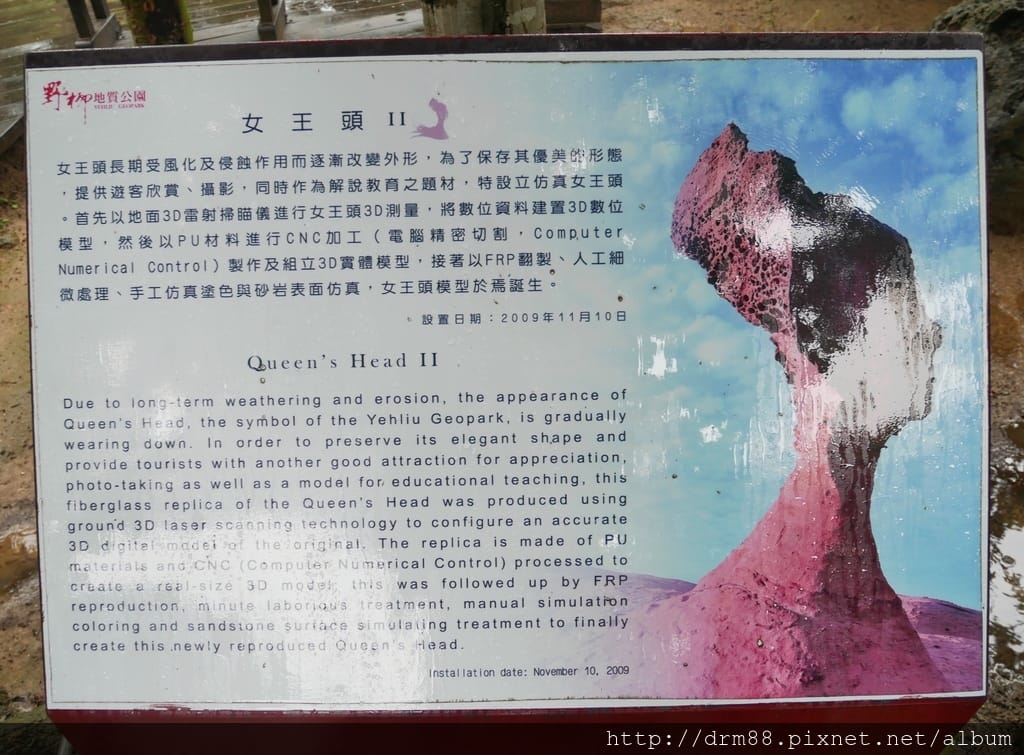 野柳地質公園
YEHLIU GEOPARK
女王頭 II
女王頭長期受風化及侵蝕作用而逐漸改變外形，為了保存其優美的形態
，提供遊客欣賞、攝影，同時作為解說教育之題材，特設立仿真女王頭
。首先以地面3D雷射掃瞄儀進行女王頭3D測量，將數位資料建置3D數位
模型，然後以PU材料進行CNC加工（電腦精密切割，Computer
Numerical Control）製作及組立3D實體模型，接著以FRP翻製、人工細
微處理、手工仿真塗色與砂岩表面仿真，女王頭模型於焉誕生。
設置日期：2009年11月10日
Queen's Head II
Due to long-term weathering and erosion, the appearance of
Queen's Head, the symbol of the Yehliu Geopark, is gradually
wearing down. In order to preserve its elegant shape and
provide tourists with another good attraction for appreciation,
photo-taking as well as a model for educational teaching, this
fiberglass replica of the Queen's Head was produced using
ground 3D laser scanning technology to configure an accurate
3D digital model of the original. The replica is made of PU
materials and CNC (Computer Numerical Control) processed to
create a real-size 3D model; this was followed up by FRP
reproduction, minute laborious treatment, manual simulation
coloring and sandstone surface simulating treatment to finally
create this newly reproduced Queen's Head.
Installation date: November 10, 2009
http://drm88.pixnet.net/album